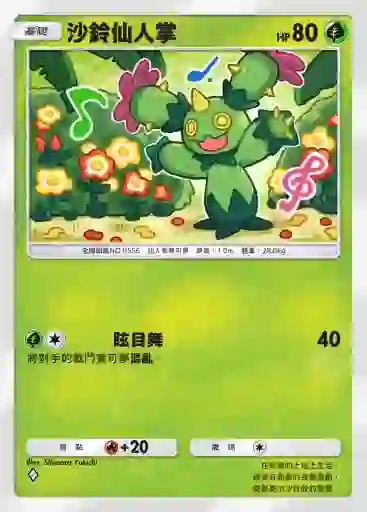 基礎 沙鈴仙人掌 HP 80
全國圖鑑NO.0556 仙人掌寶可夢 身高:1.0m 體重:28.0kg
眩目舞 40
將對手的戰鬥寶可夢混亂。
弱點 +20 撤退
Illus. Shinsuke Yukichi